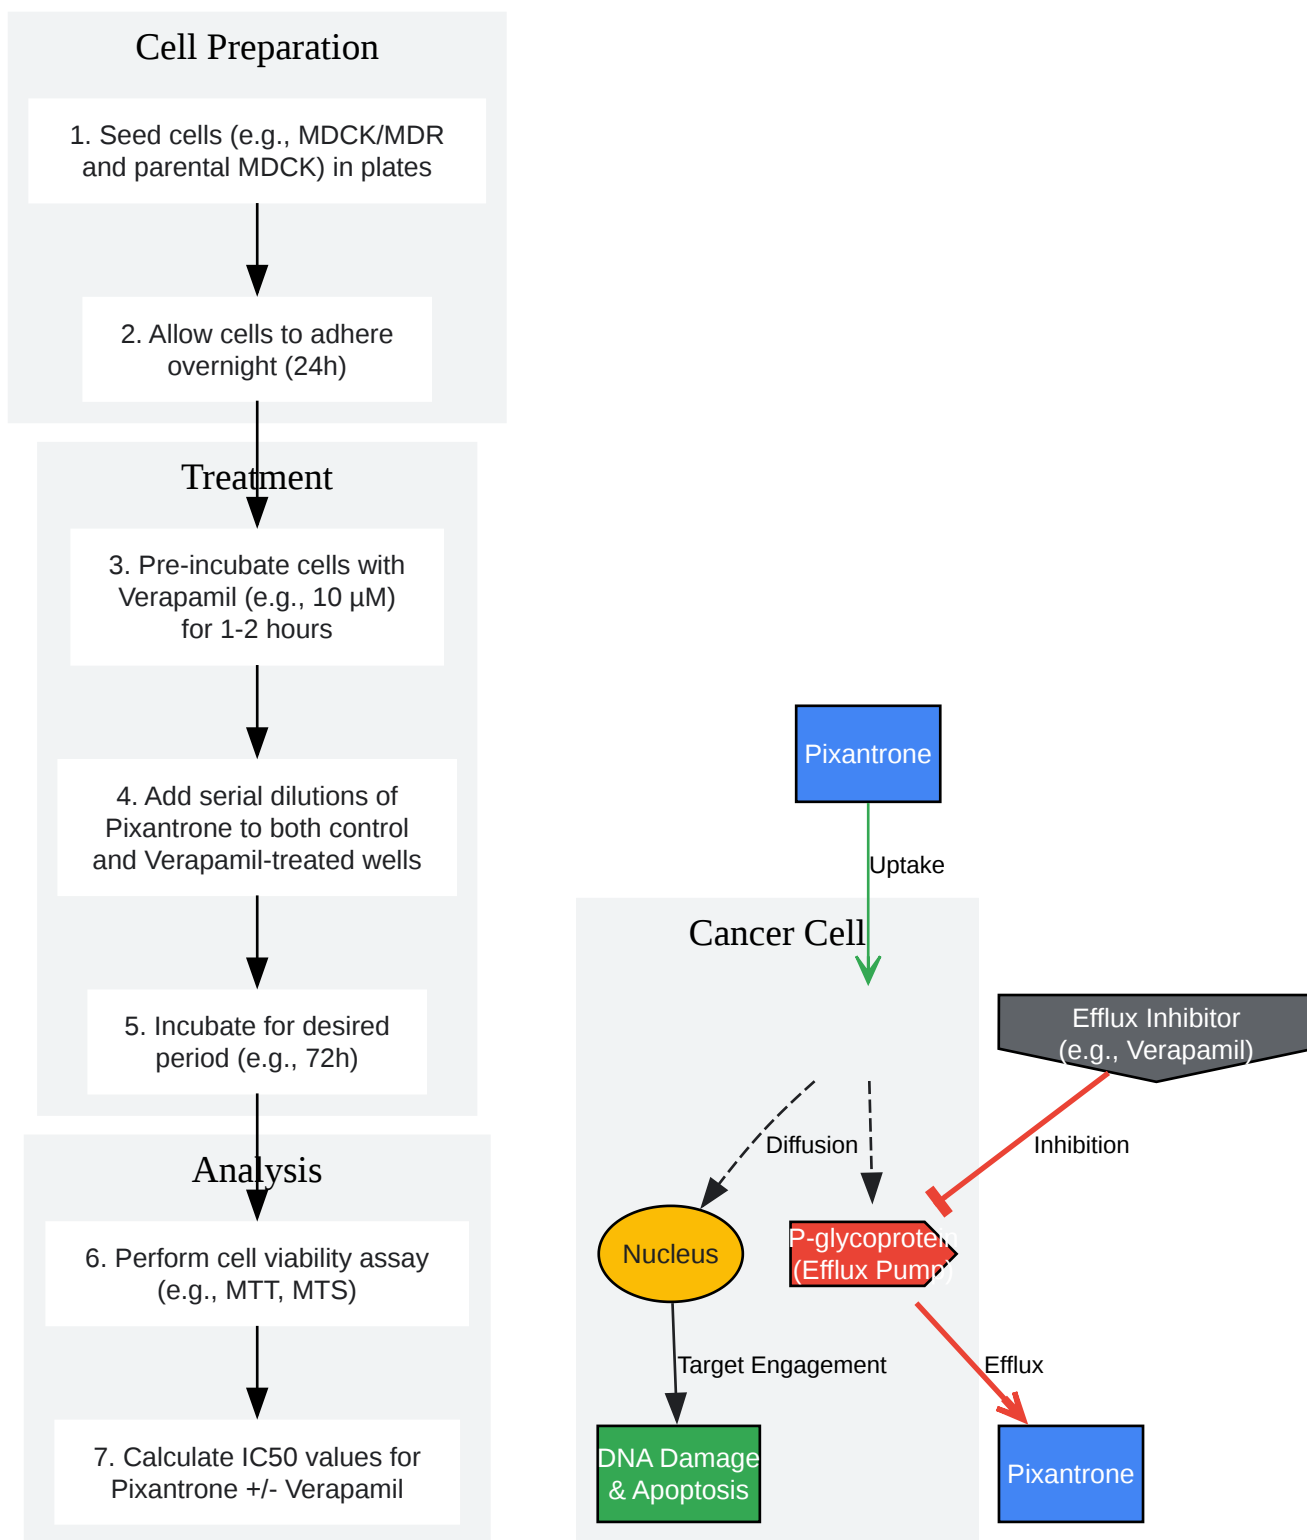 Cell Preparation
1. Seed cells (e.g., MDCK/MDR
and parental MDCK) in plates
2. Allow cells to adhere
overnight (24h)
Treatment
3. Pre-incubate cells with
Verapamil (e.g., 10 µM)
for 1-2 hours
4. Add serial dilutions of
Pixantrone to both control
and Verapamil-treated wells
5. Incubate for desired
period (e.g., 72h)
Analysis
6. Perform cell viability assay
(e.g., MTT, MTS)
7. Calculate IC50 values for
Pixantrone +/- Verapamil
Pixantrone
Uptake
Cancer Cell
Efflux Inhibitor
(e.g., Verapamil)
Diffusion
Inhibition
Nucleus
P-glycoprotein
(Efflux Pump)
Target Engagement
Efflux
DNA Damage
& Apoptosis
Pixantrone